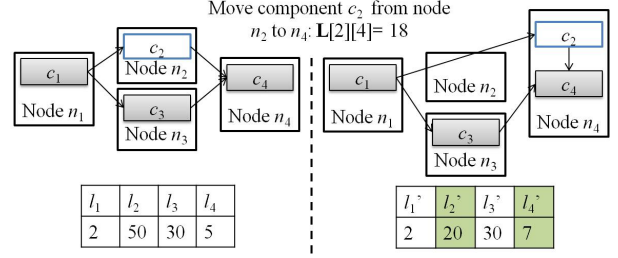 Move component c₂ from node
n₂ to n₄: L[2][4]= 18
c₁
Node n₁
c₂
Node n₂
c₃
Node n₃
c₄
Node n₄
l₁ l₂ l₃ l₄
2 50 30 5
c₁
Node n₁
Node n₂
c₃
Node n₃
c₂
c₄
Node n₄
l₁’ l₂’ l₃’ l₄’
2 20 30 7